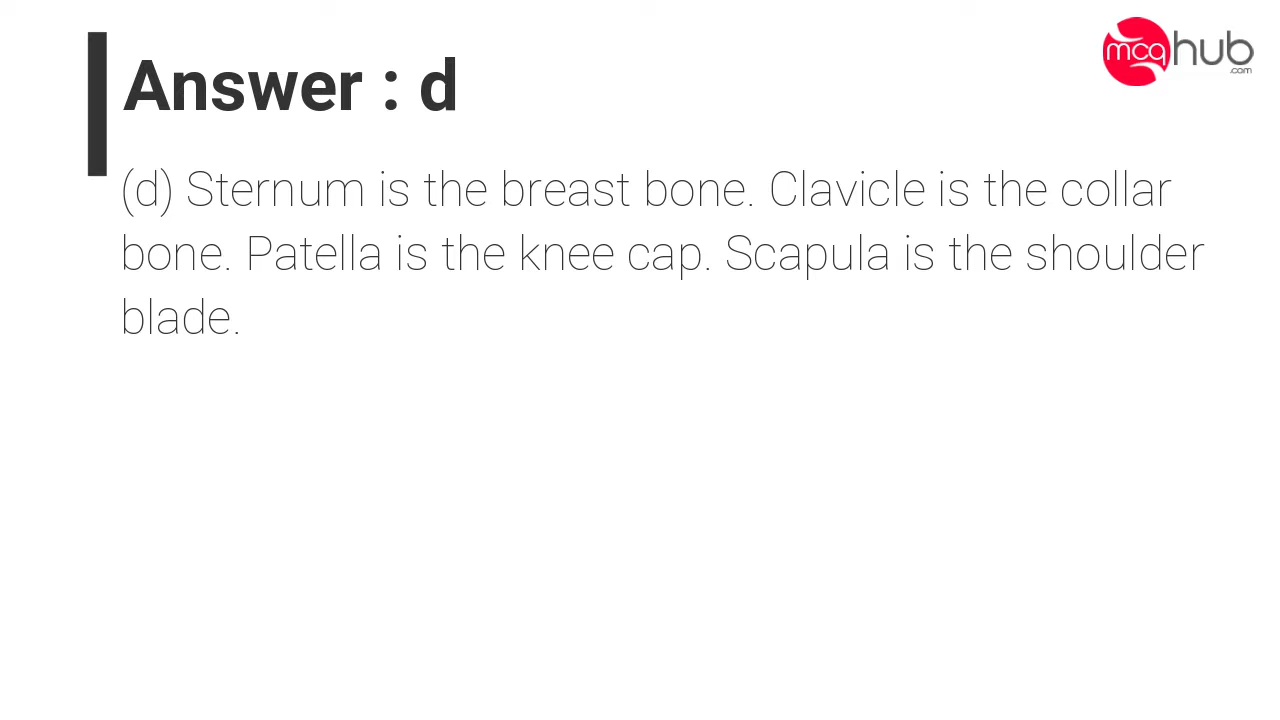 mcqhub
.com
Answer : d
(d) Sternum is the breast bone. Clavicle is the collar
bone. Patella is the knee cap. Scapula is the shoulder
blade.